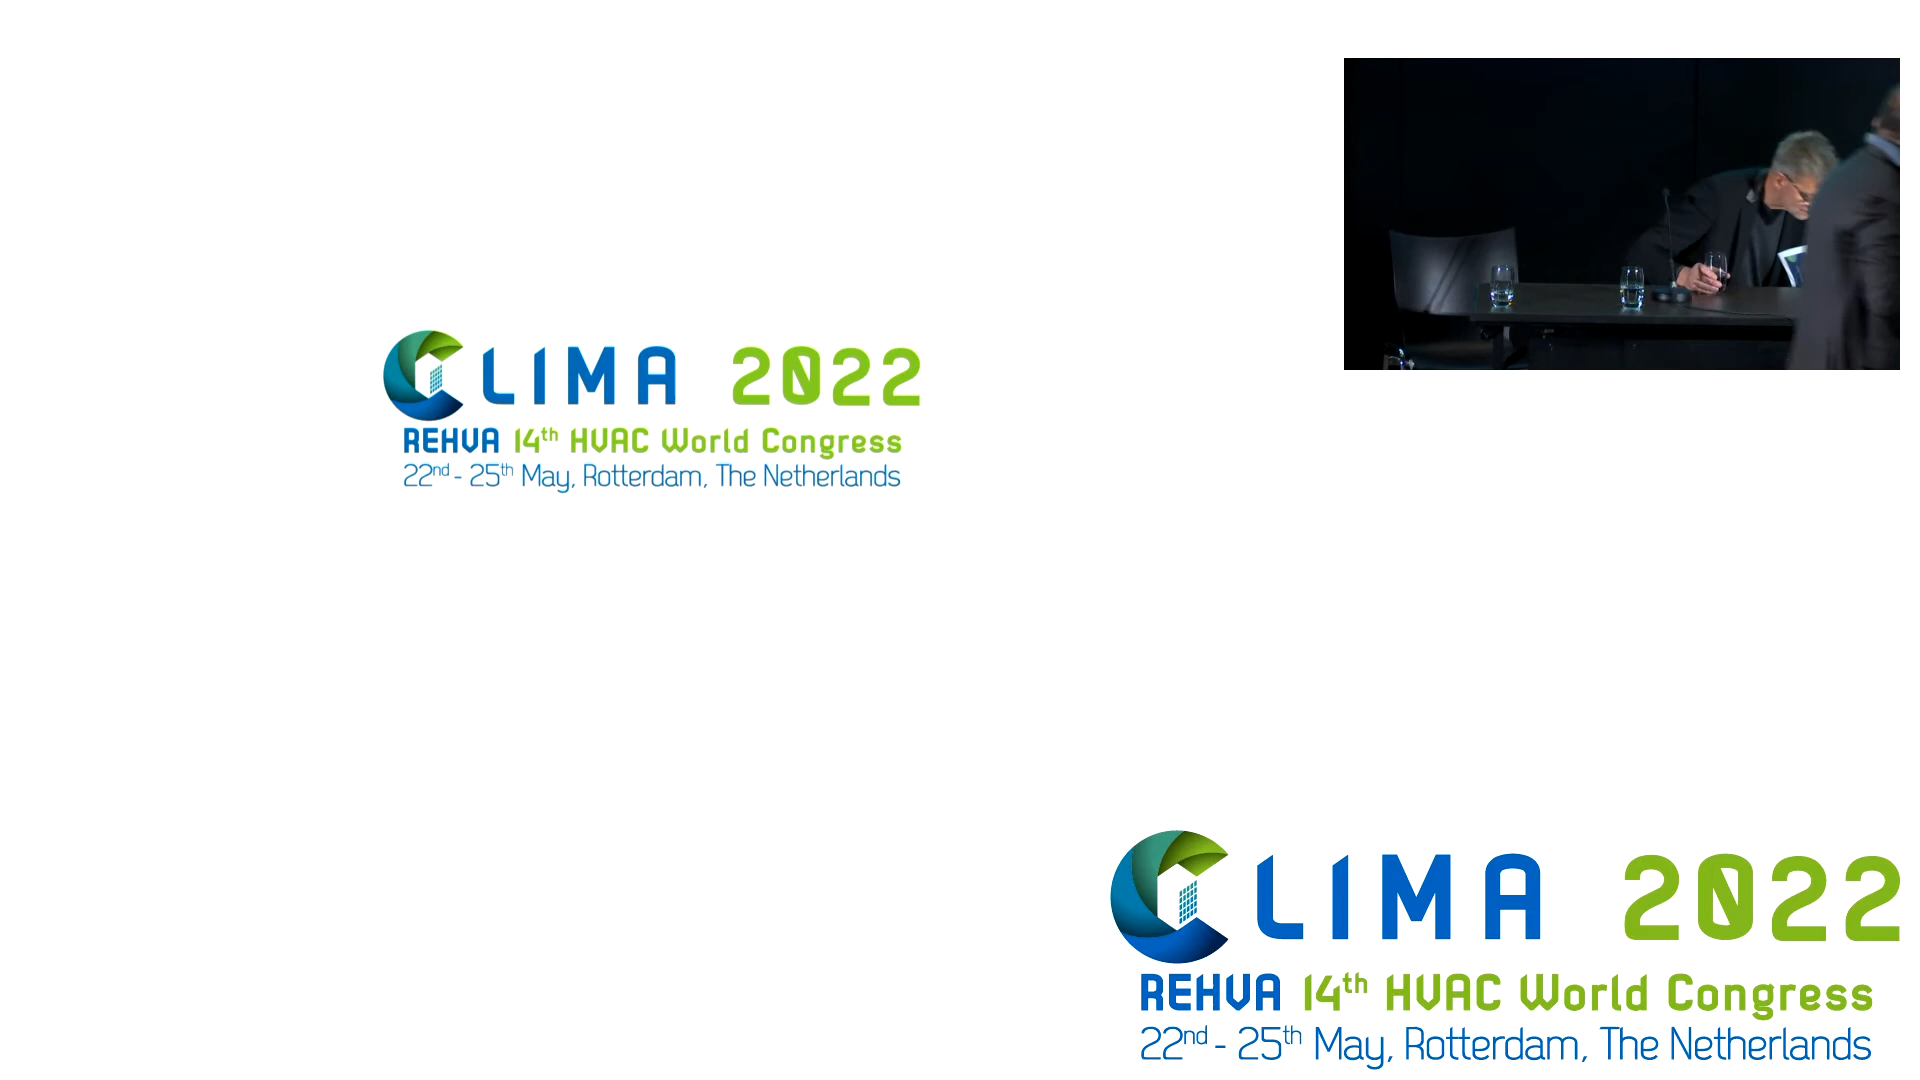 CLIMA 2022
REHVA 14th HVAC World Congress
22nd - 25th May, Rotterdam, The Netherlands
CLIMA 2022
REHVA 14th HVAC World Congress
22nd - 25th May, Rotterdam, The Netherlands